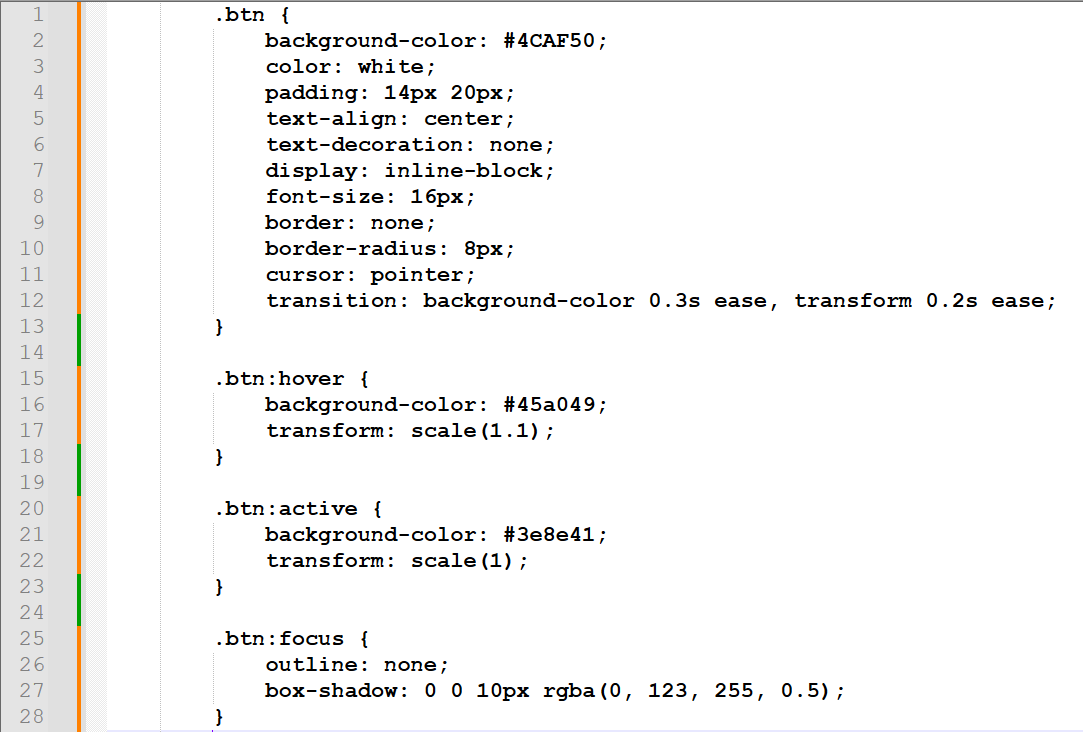 1 .btn {
2 background-color: #4CAF50;
3 color: white;
4 padding: 14px 20px;
5 text-align: center;
6 text-decoration: none;
7 display: inline-block;
8 font-size: 16px;
9 border: none;
10 border-radius: 8px;
11 cursor: pointer;
12 transition: background-color 0.3s ease, transform 0.2s ease;
13 }
14
15 .btn:hover {
16 background-color: #45a049;
17 transform: scale(1.1);
18 }
19
20 .btn:active {
21 background-color: #3e8e41;
22 transform: scale(1);
23 }
24
25 .btn:focus {
26 outline: none;
27 box-shadow: 0 0 10px rgba(0, 123, 255, 0.5);
28 }